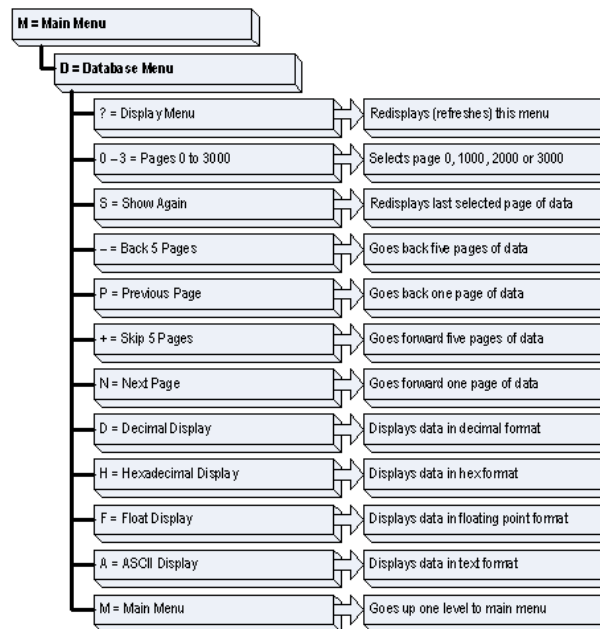 M = Main Menu
D = Database Menu
? = Display Menu
Redisplays (refreshes) this menu
0 – 3 = Pages 0 to 3000
Selects page 0, 1000, 2000 or 3000
S = Show Again
Redisplays last selected page of data
– = Back 5 Pages
Goes back five pages of data
P = Previous Page
Goes back one page of data
+ = Skip 5 Pages
Goes forward five pages of data
N = Next Page
Goes forward one page of data
D = Decimal Display
Displays data in decimal format
H = Hexadecimal Display
Displays data in hex format
F = Float Display
Displays data in floating point format
A = ASCII Display
Displays data in text format
M = Main Menu
Goes up one level to main menu